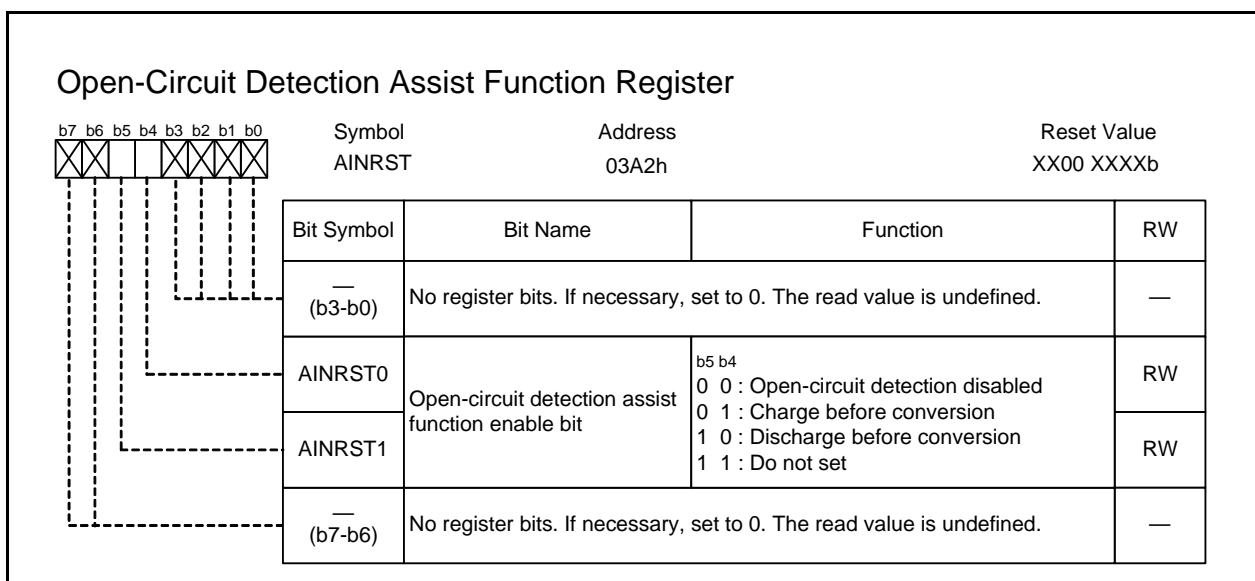 Open-Circuit Detection Assist Function Register
b7 b6 b5 b4 b3 b2 b1 b0
Symbol Address Reset Value
AINRST 03A2h XX00 XXXXb
Bit Symbol Bit Name Function RW
—
(b3-b0)
No register bits. If necessary, set to 0. The read value is undefined. —
AINRST0
AINRST1
Open-circuit detection assist
function enable bit
b5 b4
0 0 : Open-circuit detection disabled
0 1 : Charge before conversion
1 0 : Discharge before conversion
1 1 : Do not set
RW
RW
—
(b7-b6)
No register bits. If necessary, set to 0. The read value is undefined. —